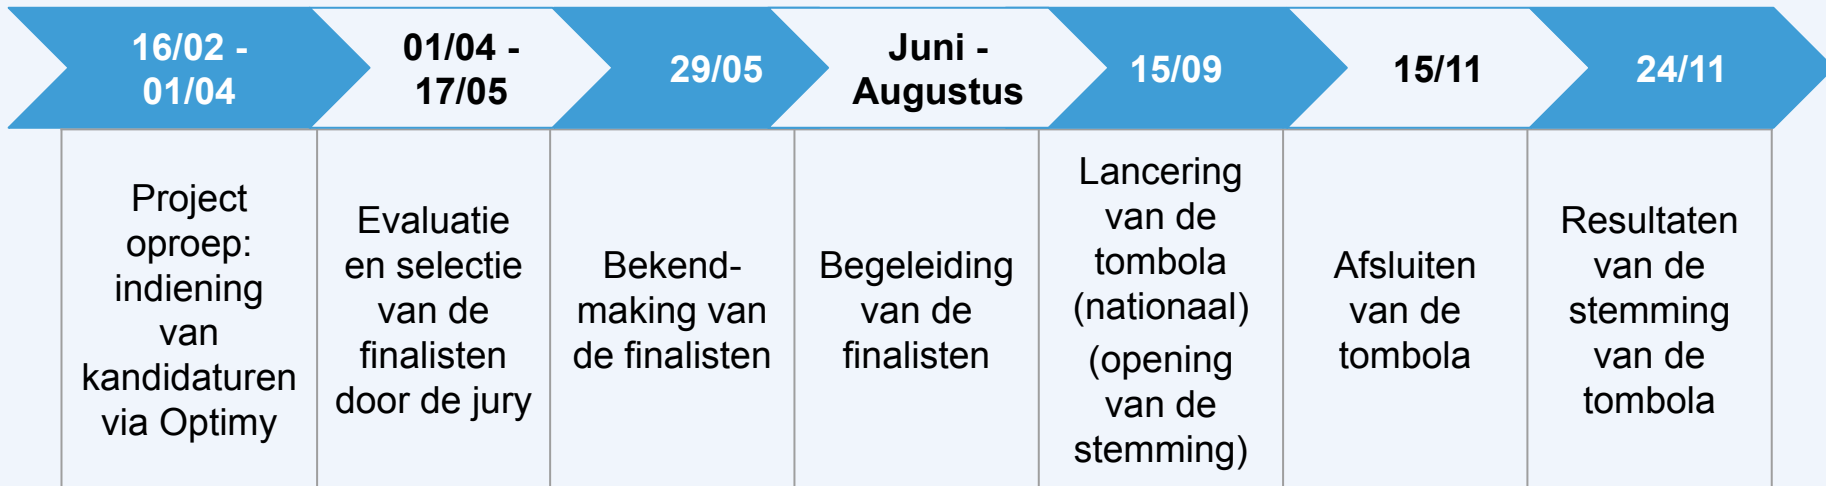 16/02 -
01/04
01/04 -
17/05
29/05
Juni -
Augustus
15/09
15/11
24/11
Project
oproep:
indiening
van
kandidaturen
via Optimy
Evaluatie
en selectie
van de
finalisten
door de jury
Bekend-
making van
de finalisten
Begeleiding
van de
finalisten
Lancering
van de
tombola
(nationaal)
(opening
van de
stemming)
Afsluiten
van de
tombola
Resultaten
van de
stemming
van de
tombola